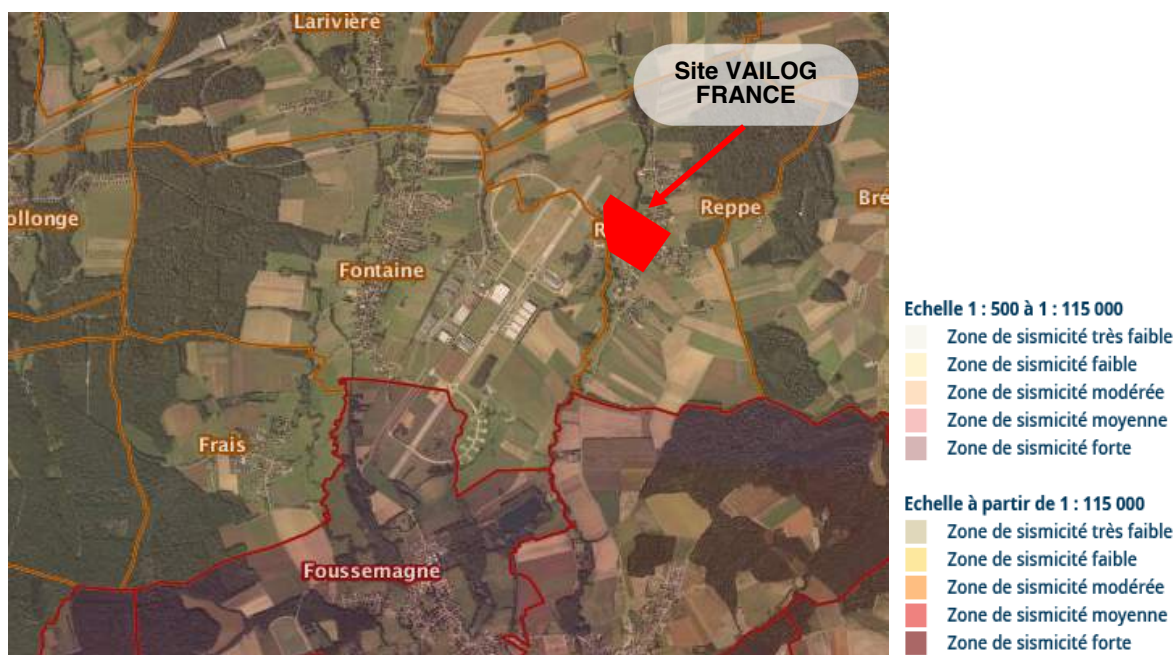 Larivière
Site VAILOG
FRANCE
ollonge
Reppe
Bré
R
Fontaine
Frais
Foussemagne
Echelle 1 : 500 à 1 : 115 000
Zone de sismicité très faible
Zone de sismicité faible
Zone de sismicité modérée
Zone de sismicité moyenne
Zone de sismicité forte
Echelle à partir de 1 : 115 000
Zone de sismicité très faible
Zone de sismicité faible
Zone de sismicité modérée
Zone de sismicité moyenne
Zone de sismicité forte